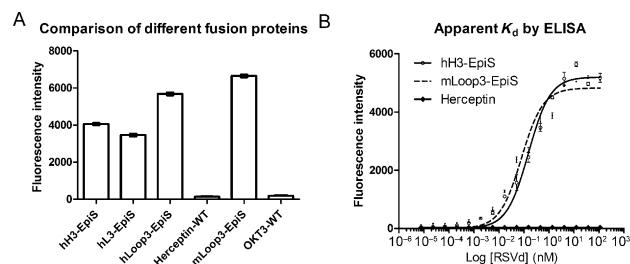 A
Comparison of different fusion proteins
Fluorescence intensity
8000
6000
4000
2000
0
hH3-EpiS
hL3-EpiS
hLoop3-EpiS
Herceptin-WT
mLoop3-EpiS
OKT3-WT
B
Apparent Kd by ELISA
Fluorescence intensity
6000
4000
2000
0
hH3-EpiS
mLoop3-EpiS
Herceptin
10⁻⁶ 10⁻⁵ 10⁻⁴ 10⁻³ 10⁻² 10⁻¹ 10⁰ 10¹ 10² 10³
Log [RSVd] (nM)